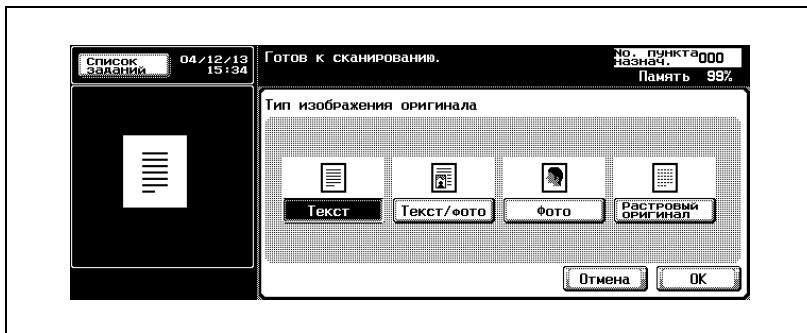 Список
заданий
04/12/13
15:34
Готов к сканированию.
No. пункта
назнач.
000
Память 99%
Тип изображения оригинала
Текст
Текст/фото
Фото
Растровый
оригинал
Отмена
OK